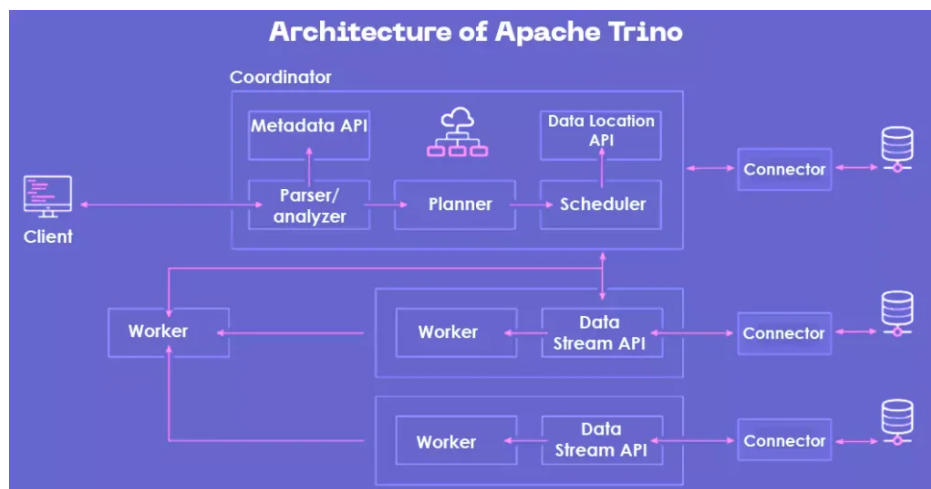 Architecture of Apache Trino
Coordinator
Metadata API
Data Location
API
Parser/
analyzer
Planner
Scheduler
Connector
Client
Worker
Worker
Data
Stream API
Connector
Worker
Data
Stream API
Connector